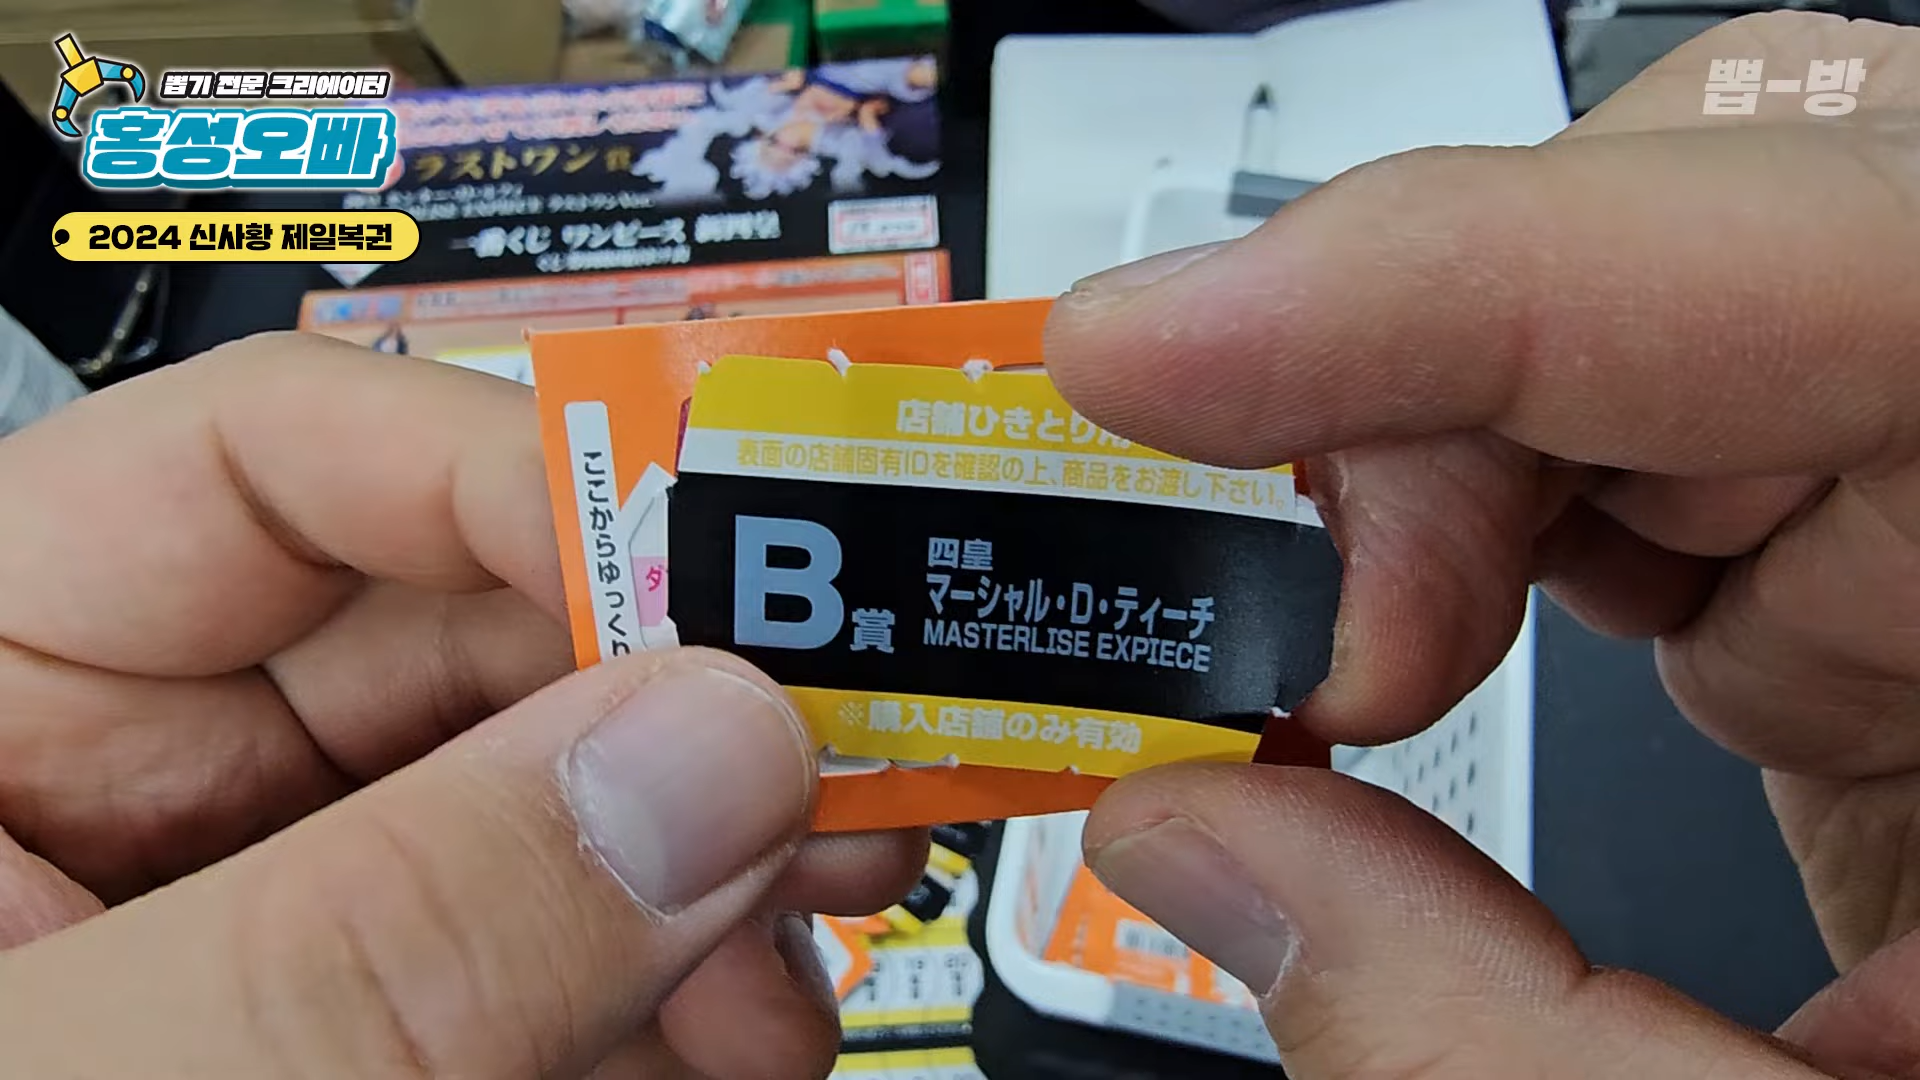 뽑기 전문 크리에이터
홍성오빠
2024 신사황 제일복권
뽑-방
ラストワン賞
一番くじ ワンピース 新四皇
ここからゆっくり
店舗ひきとり用
表面の店舗固有IDを確認の上、商品をお渡し下さい。
B賞
四皇
マーシャル・D・ティーチ
MASTERLISE EXPIECE
※購入店舗のみ有効
ダ